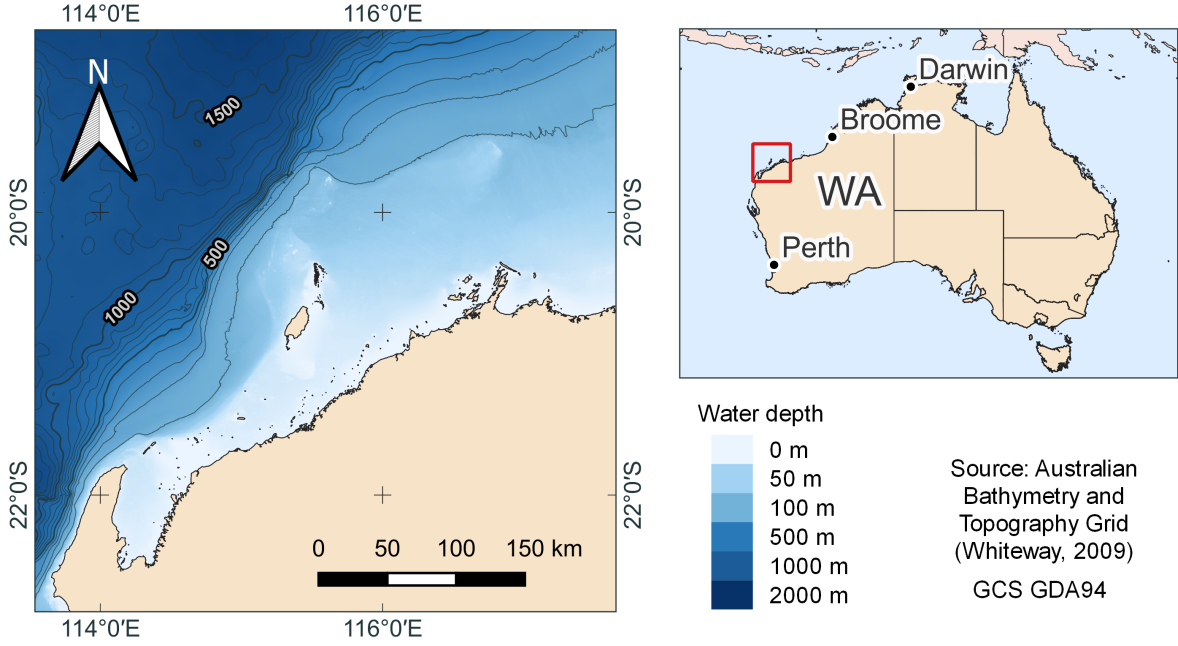 114°0′E 116°0′E
N
1500
20°0′S
20°0′S
500
1000
22°0′S
22°0′S
0 50 100 150 km
114°0′E 116°0′E
Darwin
Broome
WA
Perth
Water depth
0 m
50 m
100 m
500 m
1000 m
2000 m
Source: Australian
Bathymetry and
Topography Grid
(Whiteway, 2009)
GCS GDA94